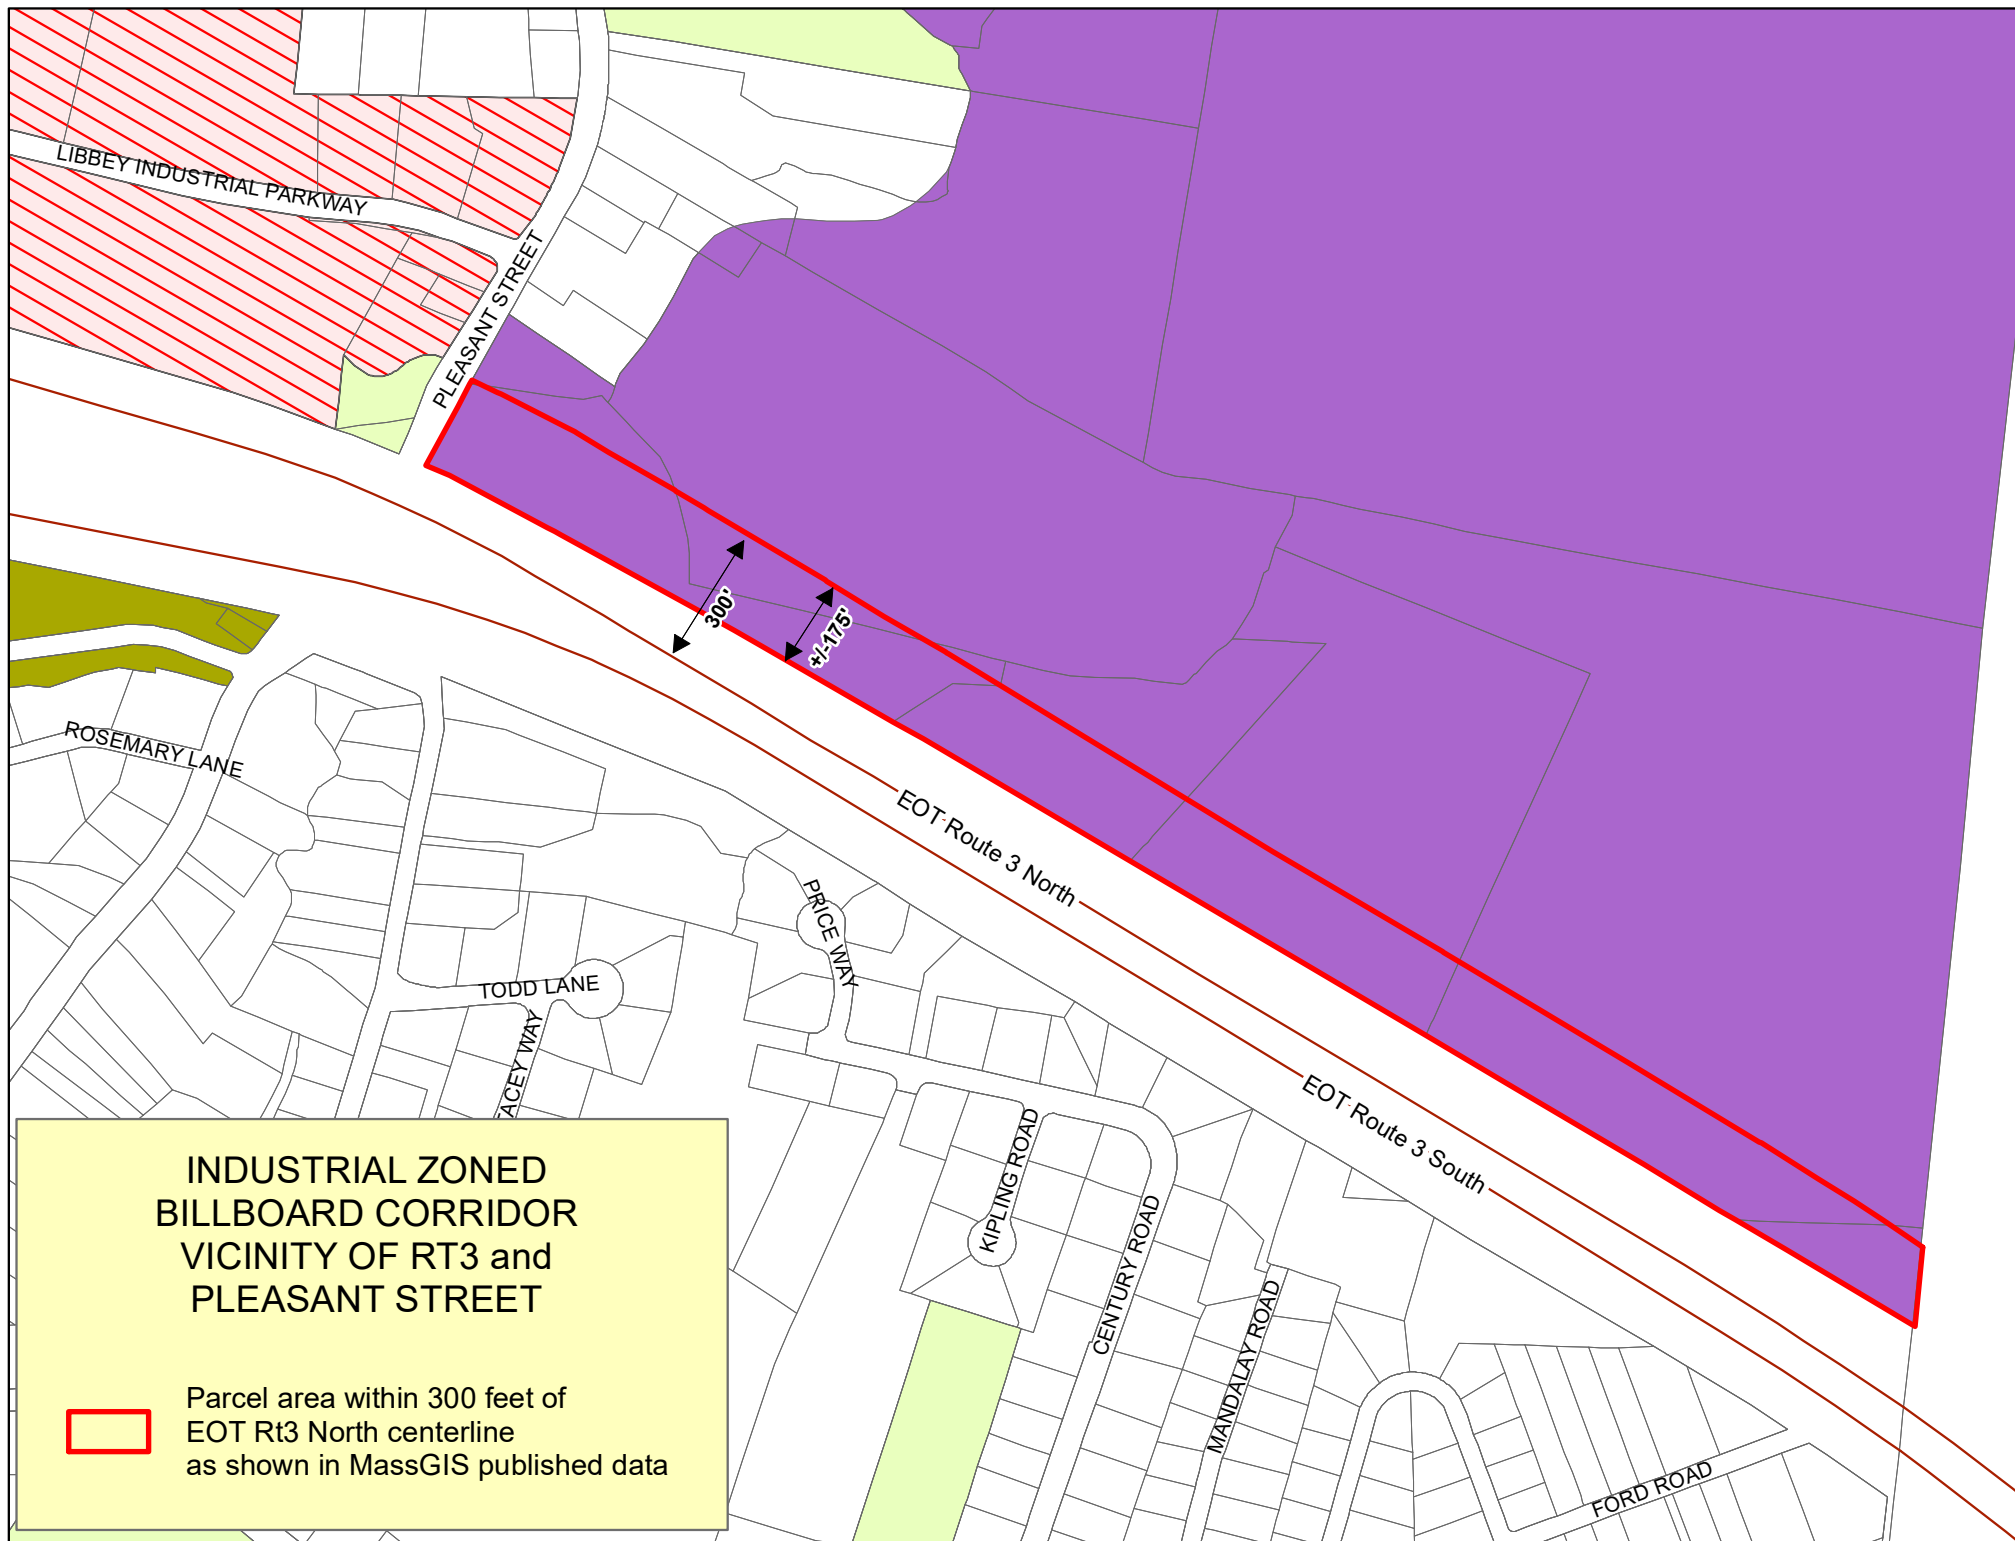 LIBBEY INDUSTRIAL PARKWAY
PLEASANT STREET
300'
+/-175'
ROSEMARY LANE
EOT Route 3 North
PRICE WAY
TODD LANE
ACEY WAY
EOT Route 3 South
KIPLING ROAD
CENTURY ROAD
MANDALAY ROAD
FORD ROAD
INDUSTRIAL ZONED
BILLBOARD CORRIDOR
VICINITY OF RT3 and
PLEASANT STREET
Parcel area within 300 feet of
EOT Rt3 North centerline
as shown in MassGIS published data